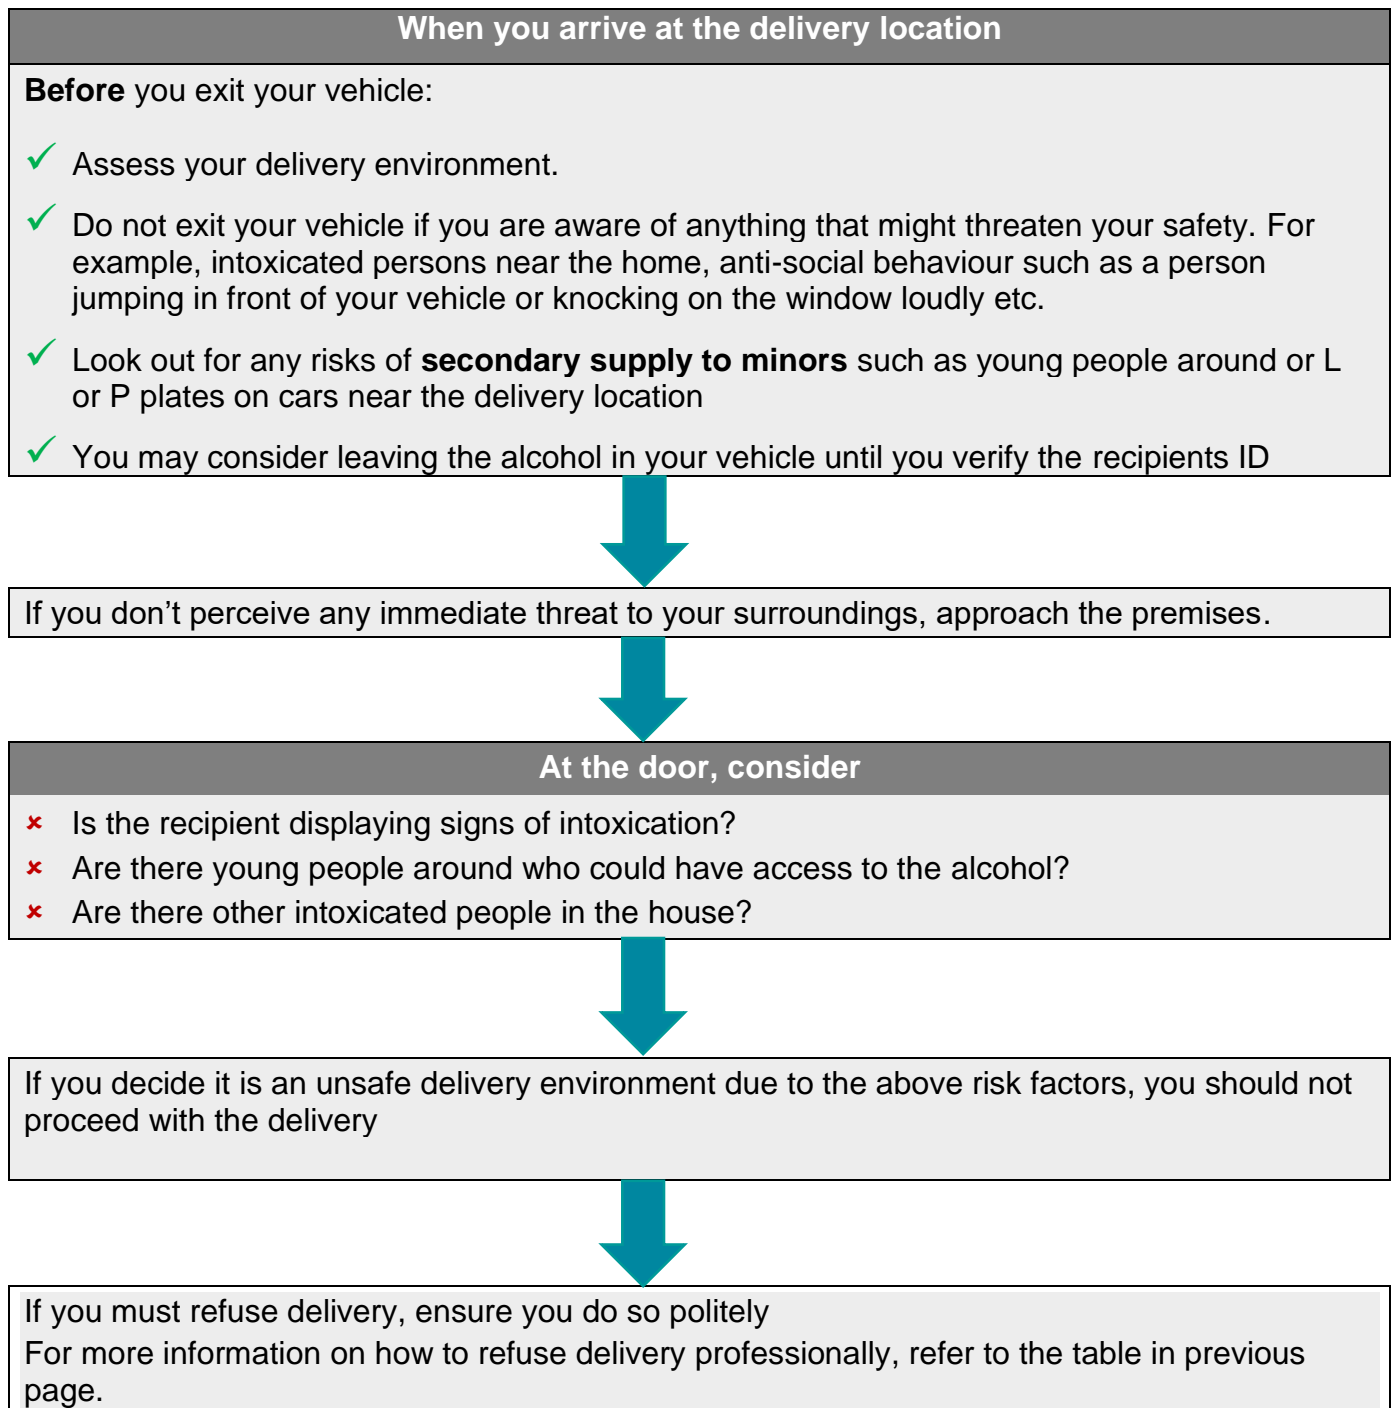 When you arrive at the delivery location
Before you exit your vehicle:
✓ Assess your delivery environment.
✓ Do not exit your vehicle if you are aware of anything that might threaten your safety. For
example, intoxicated persons near the home, anti-social behaviour such as a person
jumping in front of your vehicle or knocking on the window loudly etc.
✓ Look out for any risks of secondary supply to minors such as young people around or L
or P plates on cars near the delivery location
✓ You may consider leaving the alcohol in your vehicle until you verify the recipients ID
If you don’t perceive any immediate threat to your surroundings, approach the premises.
At the door, consider
× Is the recipient displaying signs of intoxication?
× Are there young people around who could have access to the alcohol?
× Are there other intoxicated people in the house?
If you decide it is an unsafe delivery environment due to the above risk factors, you should not
proceed with the delivery
If you must refuse delivery, ensure you do so politely
For more information on how to refuse delivery professionally, refer to the table in previous
page.